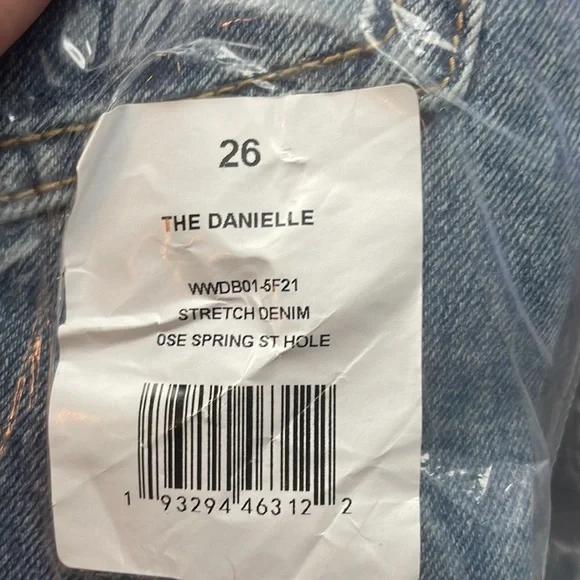 26
THE DANIELLE
WWDB01-5F21
STRETCH DENIM
0SE SPRING ST HOLE
1 93294 46312 2